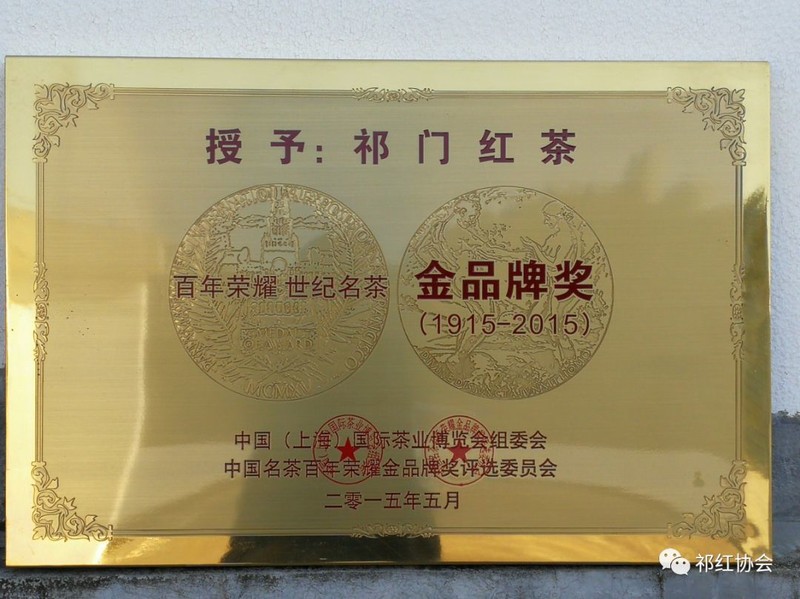 授予：祁门红茶
百年荣耀 世纪名茶 金品牌奖
(1915-2015)
MEDAL
OF AWARD
中国（上海）国际茶业博览会组委会
中国名茶百年荣耀金品牌奖评选委员会
二零一五年五月
祁红协会